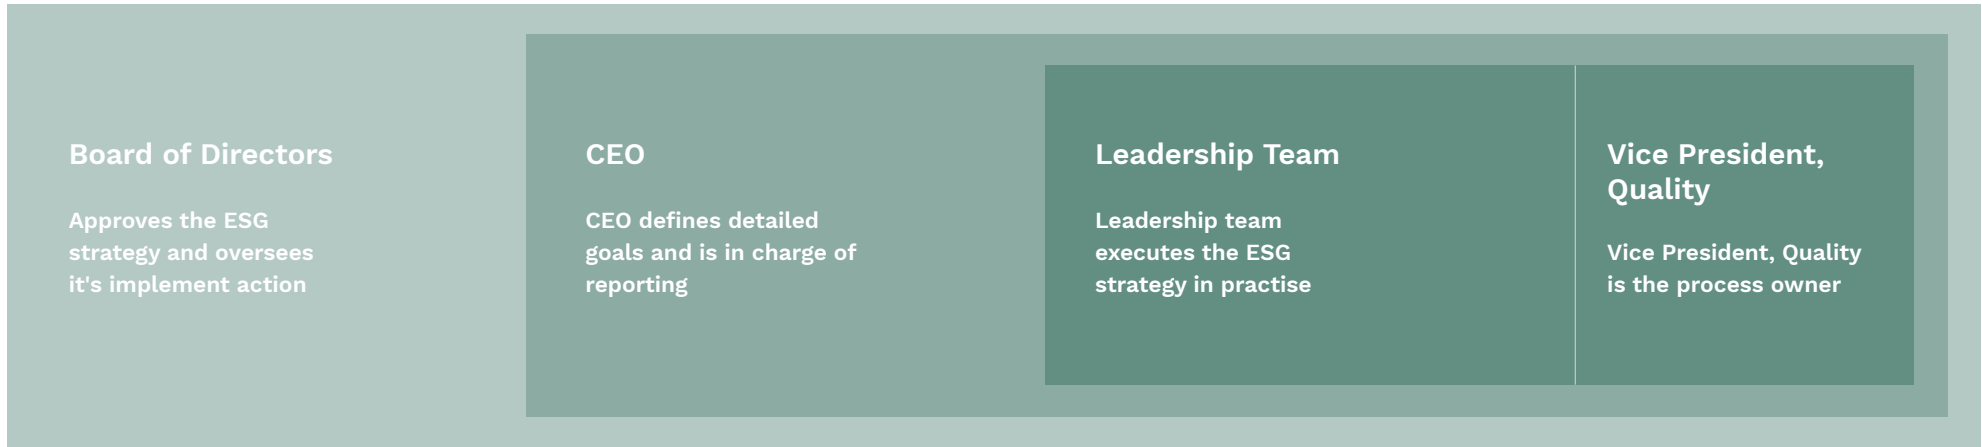 Board of Directors
Approves the ESG
strategy and oversees
it's implement action
CEO
CEO defines detailed
goals and is in charge of
reporting
Leadership Team
Leadership team
executes the ESG
strategy in practise
Vice President,
Quality
Vice President, Quality
is the process owner